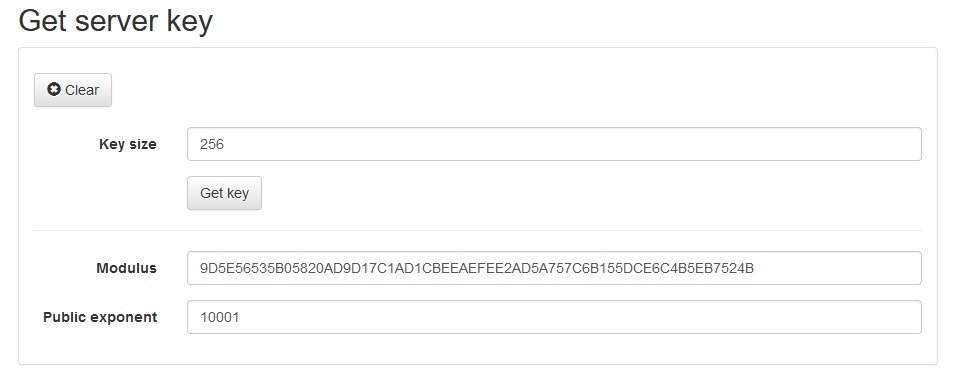 Get server key
Clear
Key size 256
Get key
Modulus 9D5E56535B05820AD9D17C1AD1CBEEAEFEE2AD5A757C6B155DCE6C4B5EB7524B
Public exponent 10001